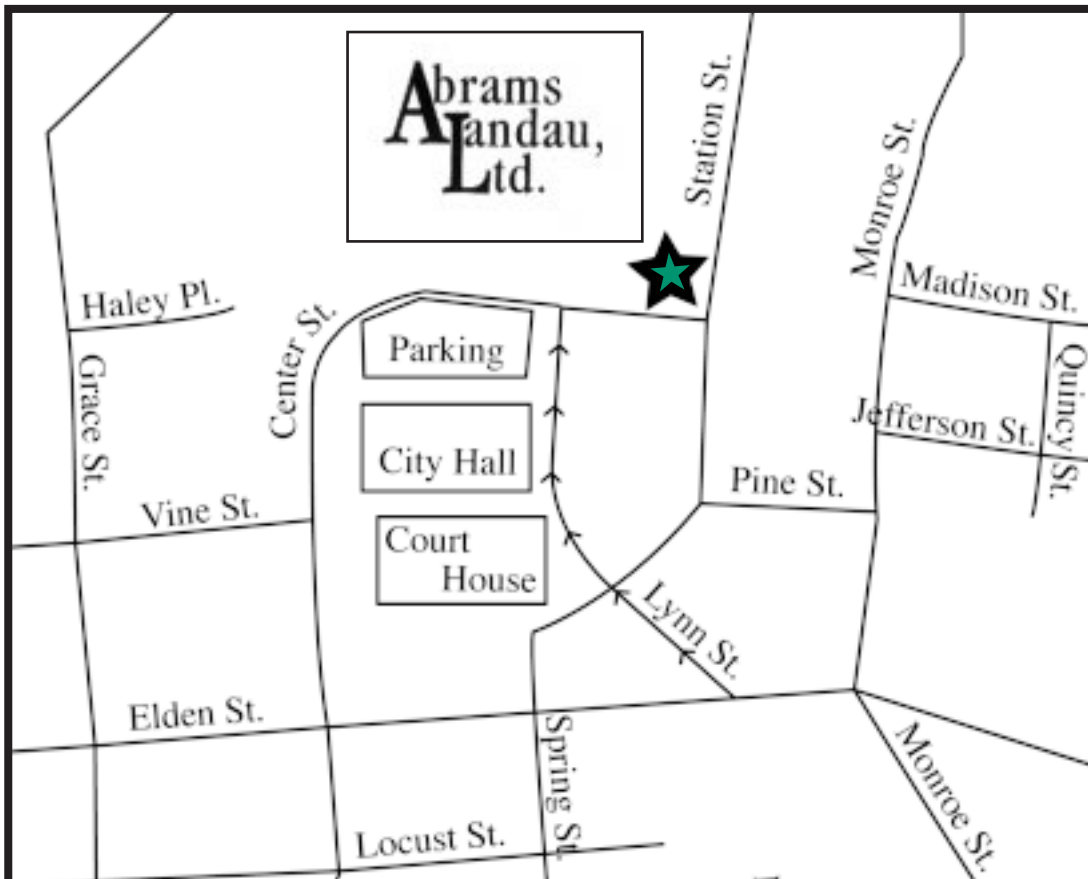 Abrams
Landau,
Ltd.
Station St.
Monroe St.
Madison St.
Haley Pl.
Center St.
Parking
Grace St.
Quincy St.
Jefferson St.
City Hall
Pine St.
Vine St.
Court
House
Lynn St.
Elden St.
Spring St.
Monroe St.
Locust St.